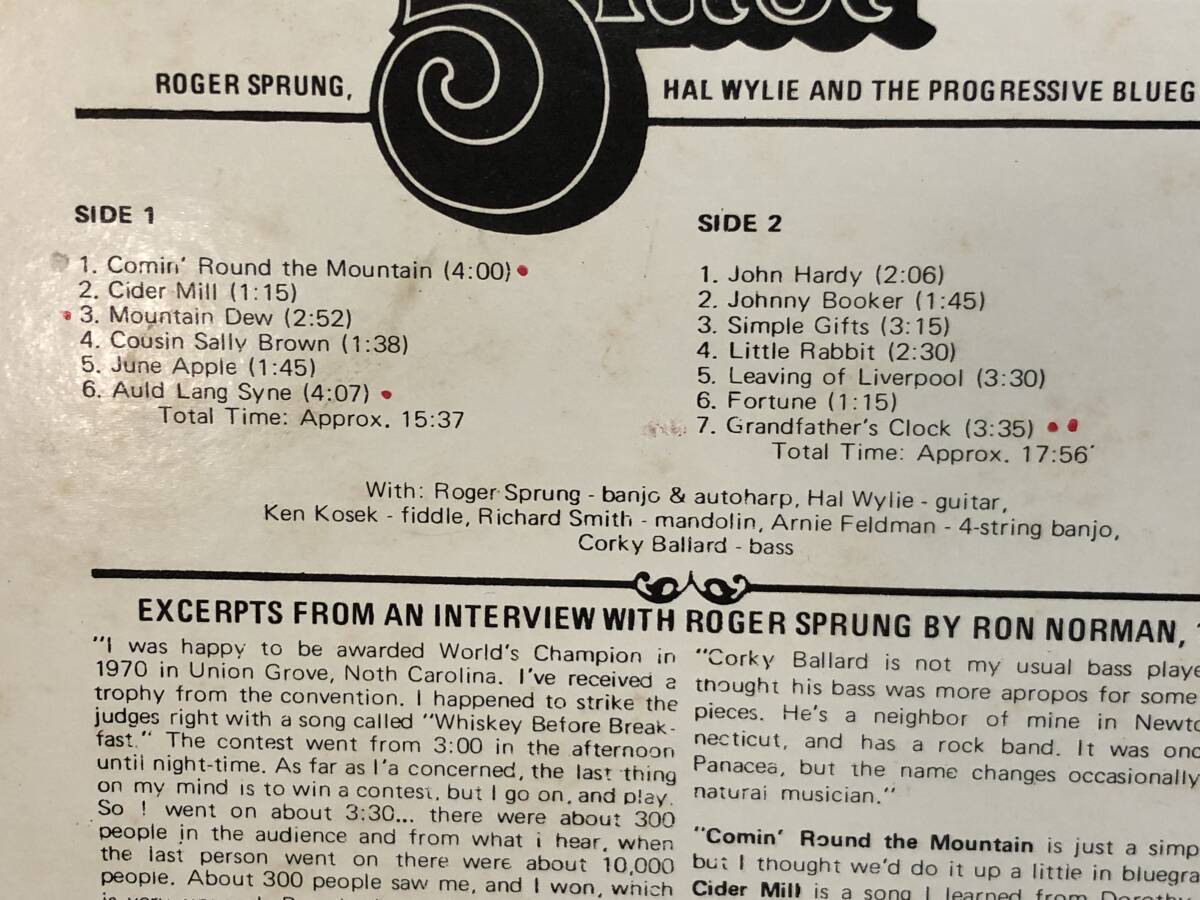 ROGER SPRUNG, HAL WYLIE AND THE PROGRESSIVE BLUEG
SIDE 1
1. Comin' Round the Mountain (4:00)
2. Cider Mill (1:15)
3. Mountain Dew (2:52)
4. Cousin Sally Brown (1:38)
5. June Apple (1:45)
6. Auld Lang Syne (4:07)
Total Time: Approx. 15:37
SIDE 2
1. John Hardy (2:06)
2. Johnny Booker (1:45)
3. Simple Gifts (3:15)
4. Little Rabbit (2:30)
5. Leaving of Liverpool (3:30)
6. Fortune (1:15)
7. Grandfather's Clock (3:35)
Total Time: Approx. 17:56
With: Roger Sprung - banjo & autoharp, Hal Wylie - guitar,
Ken Kosek - fiddle, Richard Smith - mandolin, Arnie Feldman - 4-string banjo,
Corky Ballard - bass
EXCERPTS FROM AN INTERVIEW WITH ROGER SPRUNG BY RON NORMAN,
"I was happy to be awarded World's Champion in
1970 in Union Grove, Noth Carolina. I've received a
trophy from the convention. I happened to strike the
judges right with a song called "Whiskey Before Break-
fast." The contest went from 3:00 in the afternoon
until night-time. As far as I'a concerned, the last thing
on my mind is to win a contest, but I go on, and play.
So I went on about 3:30... there were about 300
people in the audience and from what i hear, when
the last person went on there were about 10,000
people. About 300 people saw me, and I won, which
"Corky Ballard is not my usual bass playe
thought his bass was more apropos for some
pieces. He's a neighbor of mine in Newto
necticut, and has a rock band. It was onc
Panacea, but the name changes occasionally
natural musician."
"Comin' Round the Mountain is just a simp
but I thought we'd do it up a little in bluegra
Cider Mill is a song I learned from Dorothy